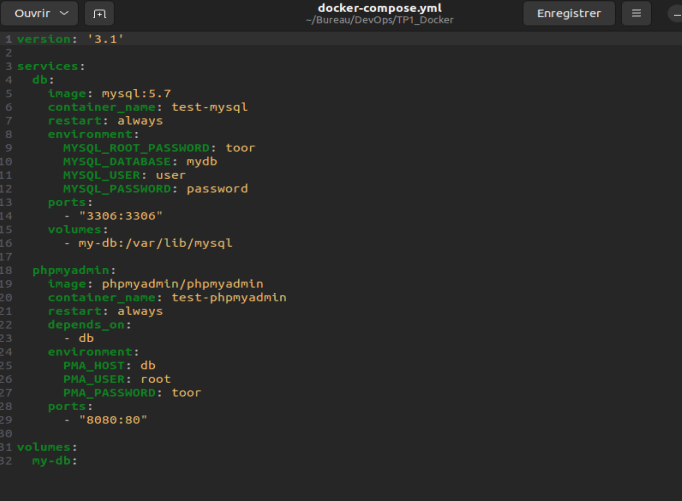 Ouvrir
docker-compose.yml
~/Bureau/DevOps/TP1_Docker
Enregistrer
1 version: '3.1'
2
3 services:
4   db:
5     image: mysql:5.7
6     container_name: test-mysql
7     restart: always
8     environment:
9       MYSQL_ROOT_PASSWORD: toor
10       MYSQL_DATABASE: mydb
11       MYSQL_USER: user
12       MYSQL_PASSWORD: password
13     ports:
14       - "3306:3306"
15     volumes:
16       - my-db:/var/lib/mysql
17
18   phpmyadmin:
19     image: phpmyadmin/phpmyadmin
20     container_name: test-phpmyadmin
21     restart: always
22     depends_on:
23       - db
24     environment:
25       PMA_HOST: db
26       PMA_USER: root
27       PMA_PASSWORD: toor
28     ports:
29       - "8080:80"
30
31 volumes:
32   my-db: